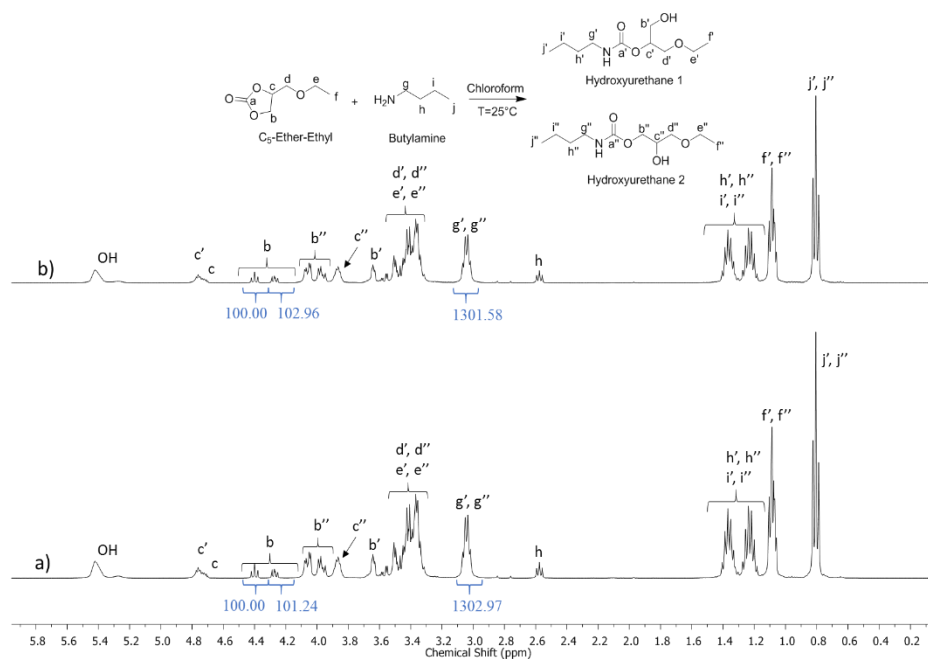 OH
b'
i' g' O f'
j' a' O c' O
h' N d' e'
H
Hydroxyurethane 1
O c d e
O a O f
O b
C5-Ether-Ethyl
+
g i
H2N h j
Butylamine
Chloroform
T=25°C
i'' g'' O b'' d'' e''
j'' a'' O c'' O f''
h'' N OH
H
Hydroxyurethane 2
b)
OH
c'
c
b
b''
c''
b'
d', d''
e', e''
g', g''
h
h', h''
i', i''
f', f''
j', j''
100.00 102.96 1301.58
a)
OH
c'
c
b
b''
c''
b'
d', d''
e', e''
g', g''
h
h', h''
i', i''
f', f''
j', j''
100.00 101.24 1302.97
5.8 5.6 5.4 5.2 5.0 4.8 4.6 4.4 4.2 4.0 3.8 3.6 3.4 3.2 3.0 2.8 2.6 2.4 2.2 2.0 1.8 1.6 1.4 1.2 1.0 0.8 0.6 0.4 0.2
Chemical Shift (ppm)